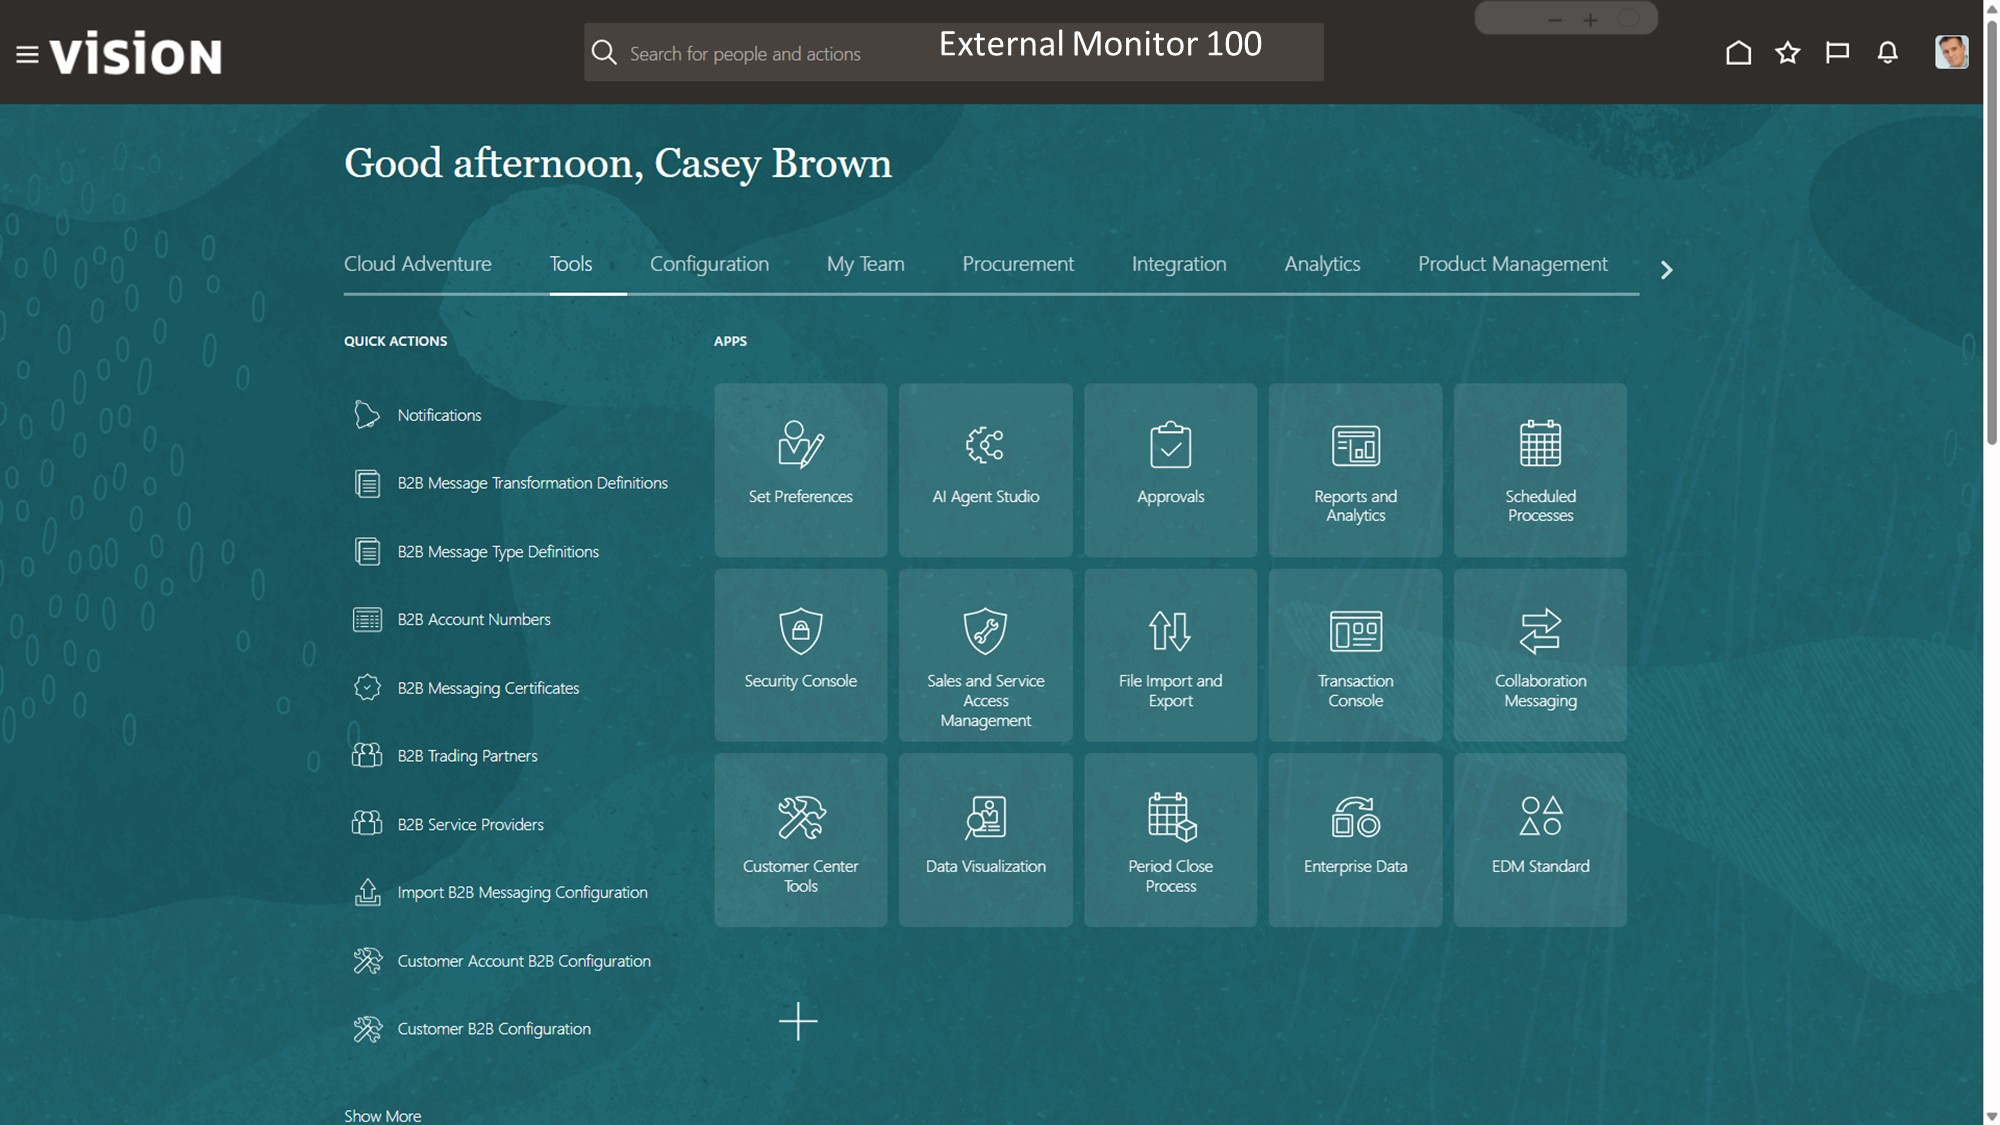 VISION
Search for people and actions
External Monitor 100
Good afternoon, Casey Brown
Cloud Adventure
Tools
Configuration
My Team
Procurement
Integration
Analytics
Product Management
QUICK ACTIONS
Notifications
B2B Message Transformation Definitions
B2B Message Type Definitions
B2B Account Numbers
B2B Messaging Certificates
B2B Trading Partners
B2B Service Providers
Import B2B Messaging Configuration
Customer Account B2B Configuration
Customer B2B Configuration
Show More
APPS
Set Preferences
AI Agent Studio
Approvals
Reports and
Analytics
Scheduled
Processes
Security Console
Sales and Service
Access
Management
File Import and
Export
Transaction
Console
Collaboration
Messaging
Customer Center
Tools
Data Visualization
Period Close
Process
Enterprise Data
EDM Standard